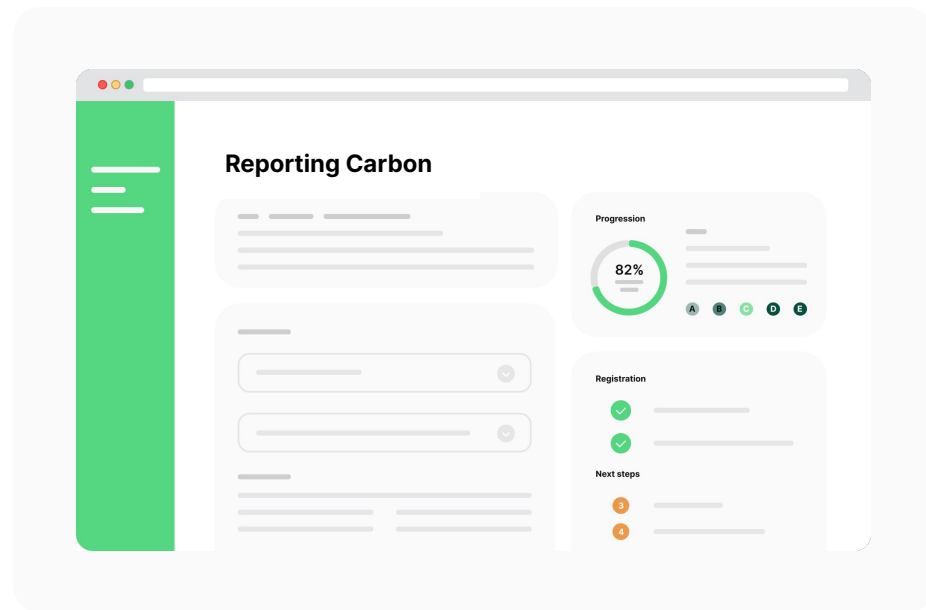 Reporting Carbon
Progression
82%
A B C D E
Registration
Next steps
3
4